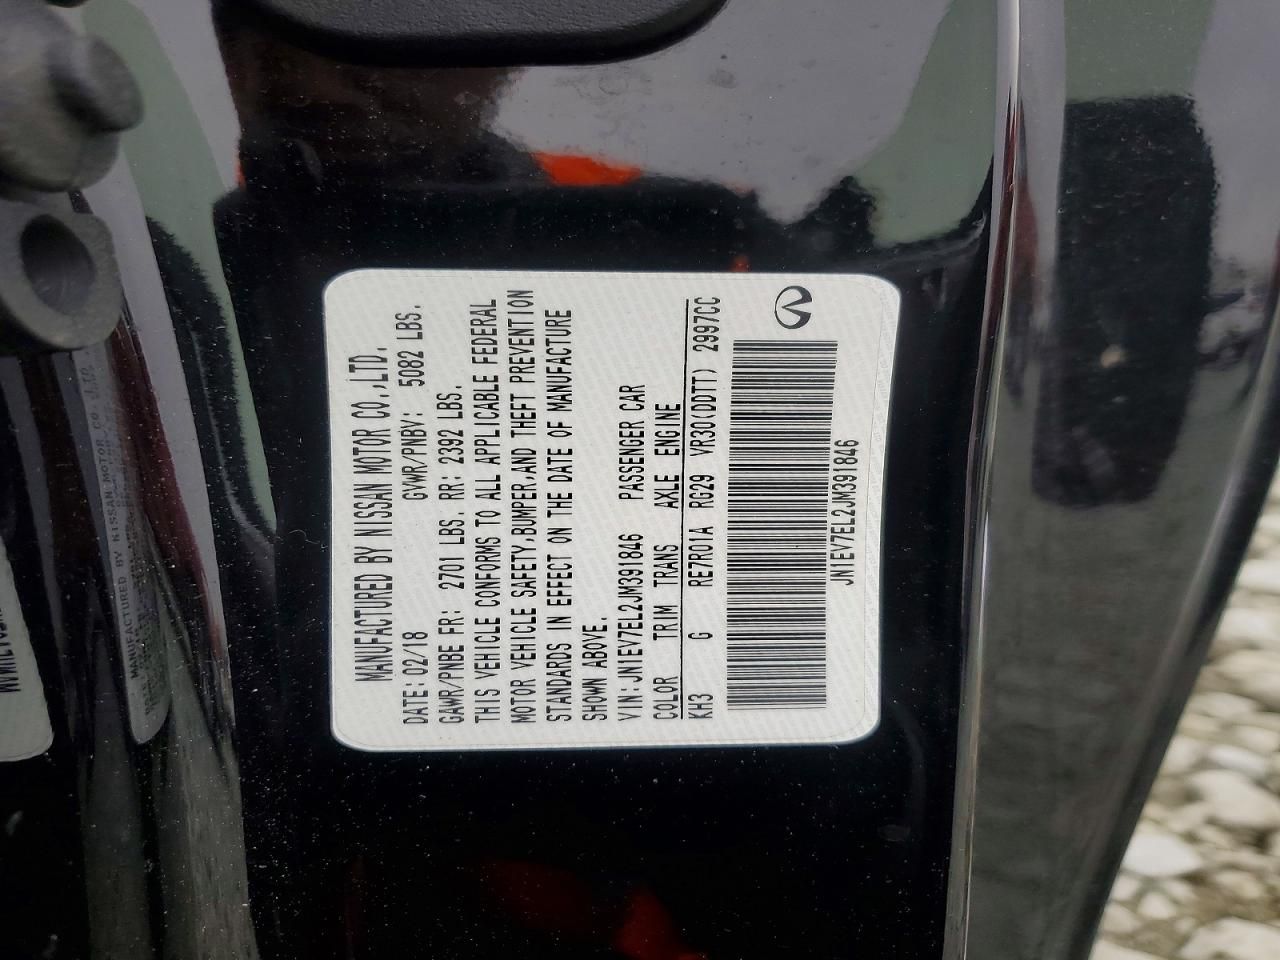 MANUFACTURED BY NISSAN MOTOR CO.,LTD.
DATE: 02/18 GVWR/PNBV: 5082 LBS.
GAWR/PNBE FR: 2701 LBS. RR: 2392 LBS.
THIS VEHICLE CONFORMS TO ALL APPLICABLE FEDERAL
MOTOR VEHICLE SAFETY,BUMPER,AND THEFT PREVENTION
STANDARDS IN EFFECT ON THE DATE OF MANUFACTURE
SHOWN ABOVE.
VIN: JN1EV7EL2JM391846 PASSENGER CAR
COLOR TRIM TRANS AXLE ENGINE
KH3 G RE7R01A RG29 VR30(DDTT) 2997CC
JN1EV7EL2JM391846